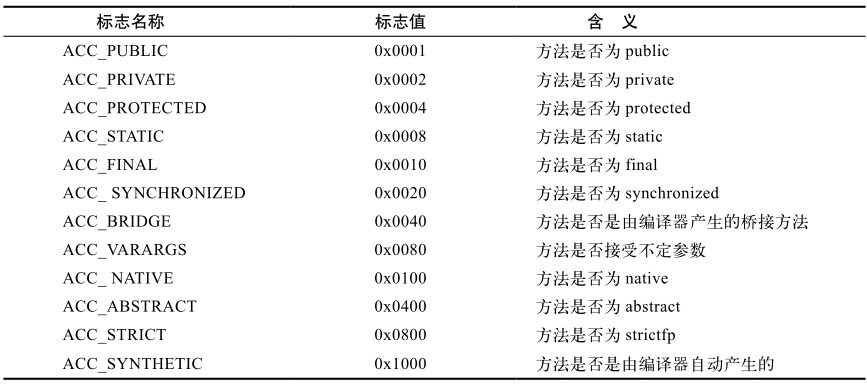 标志名称 标志值 含 义
ACC_PUBLIC 0x0001 方法是否为 public
ACC_PRIVATE 0x0002 方法是否为 private
ACC_PROTECTED 0x0004 方法是否为 protected
ACC_STATIC 0x0008 方法是否为 static
ACC_FINAL 0x0010 方法是否为 final
ACC_ SYNCHRONIZED 0x0020 方法是否为 synchronized
ACC_BRIDGE 0x0040 方法是否是由编译器产生的桥接方法
ACC_VARARGS 0x0080 方法是否接受不定参数
ACC_ NATIVE 0x0100 方法是否为 native
ACC_ABSTRACT 0x0400 方法是否为 abstract
ACC_STRICT 0x0800 方法是否为 strictfp
ACC_SYNTHETIC 0x1000 方法是否是由编译器自动产生的